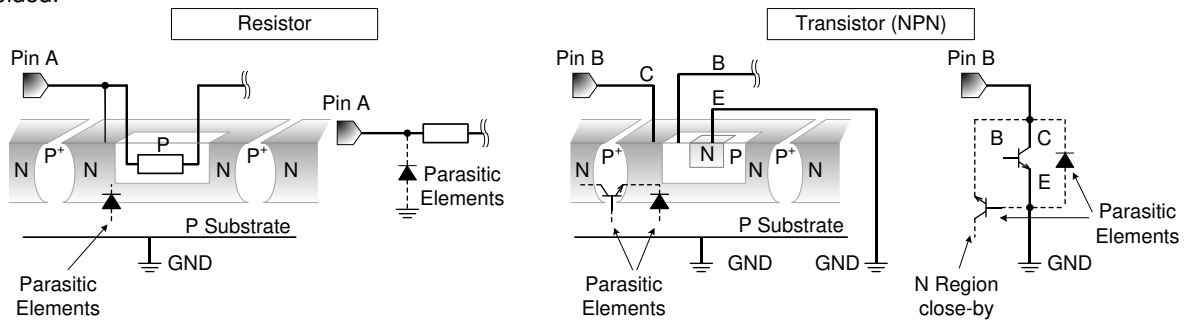 Resistor
Transistor (NPN)
Pin A
Pin A
N
P+
N
P
N
P+
N
Parasitic
Elements
P Substrate
GND
Parasitic
Elements
Pin B
C
B
E
N
P+
N
N
P
N
P+
N
P Substrate
GND
GND
Parasitic
Elements
Pin B
B
C
E
Parasitic
Elements
GND
N Region
close-by